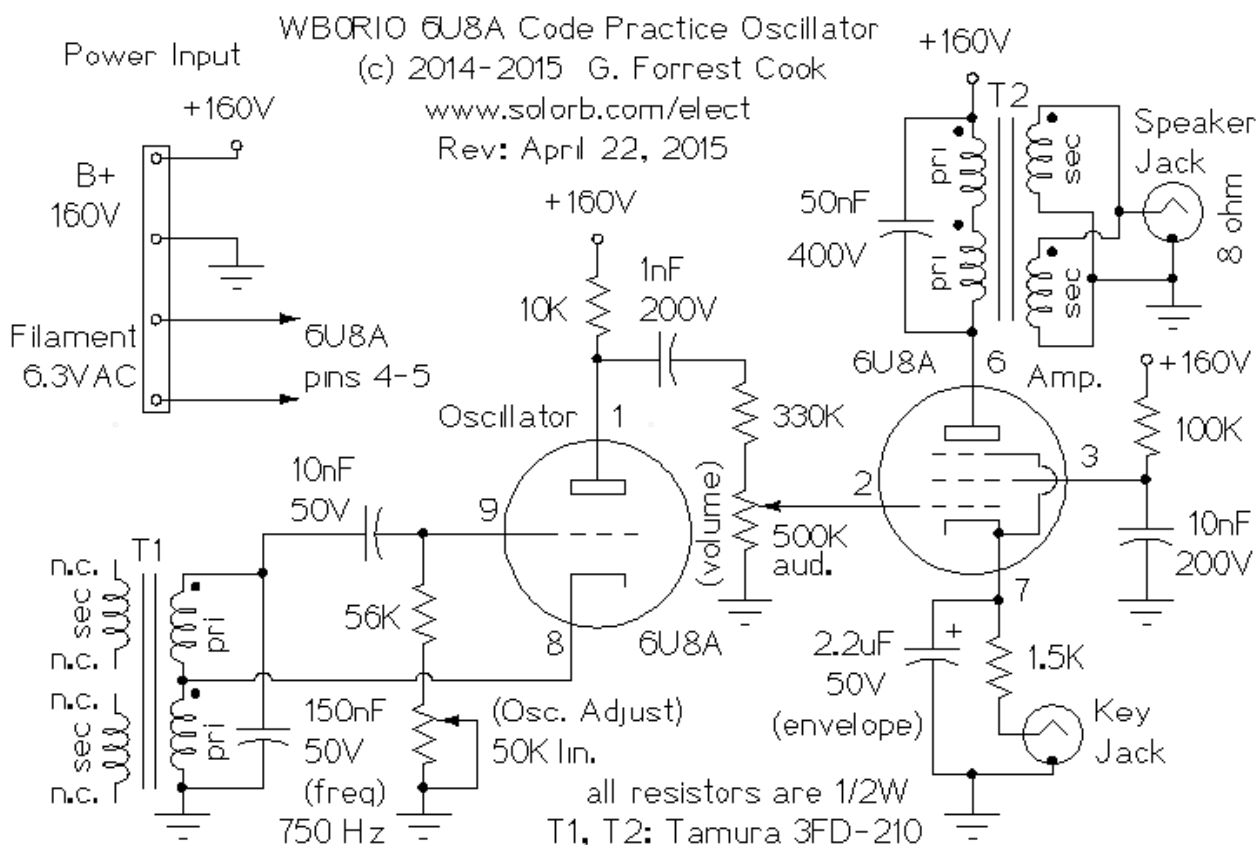 WB0RIO 6U8A Code Practice Oscillator
(c) 2014-2015 G. Forrest Cook
www.solorb.com/elect
Rev: April 22, 2015
Power Input
+160V
B+
160V
Filament
6.3VAC
6U8A
pins 4-5
+160V
10K
1nF
200V
Oscillator
1
330K
10nF
50V
9
(volume)
500K
aud.
56K
8
6U8A
T1
n.c.
sec
n.c.
n.c.
sec
n.c.
pri
pri
150nF
50V
(freq)
750 Hz
(Osc. Adjust)
50K lin.
+160V
T2
50nF
400V
pri
pri
sec
sec
Speaker
Jack
8 ohm
6U8A
6
Amp.
+160V
100K
2
3
10nF
200V
7
2.2uF
+
50V
(envelope)
1.5K
Key
Jack
all resistors are 1/2W
T1, T2: Tamura 3FD-210